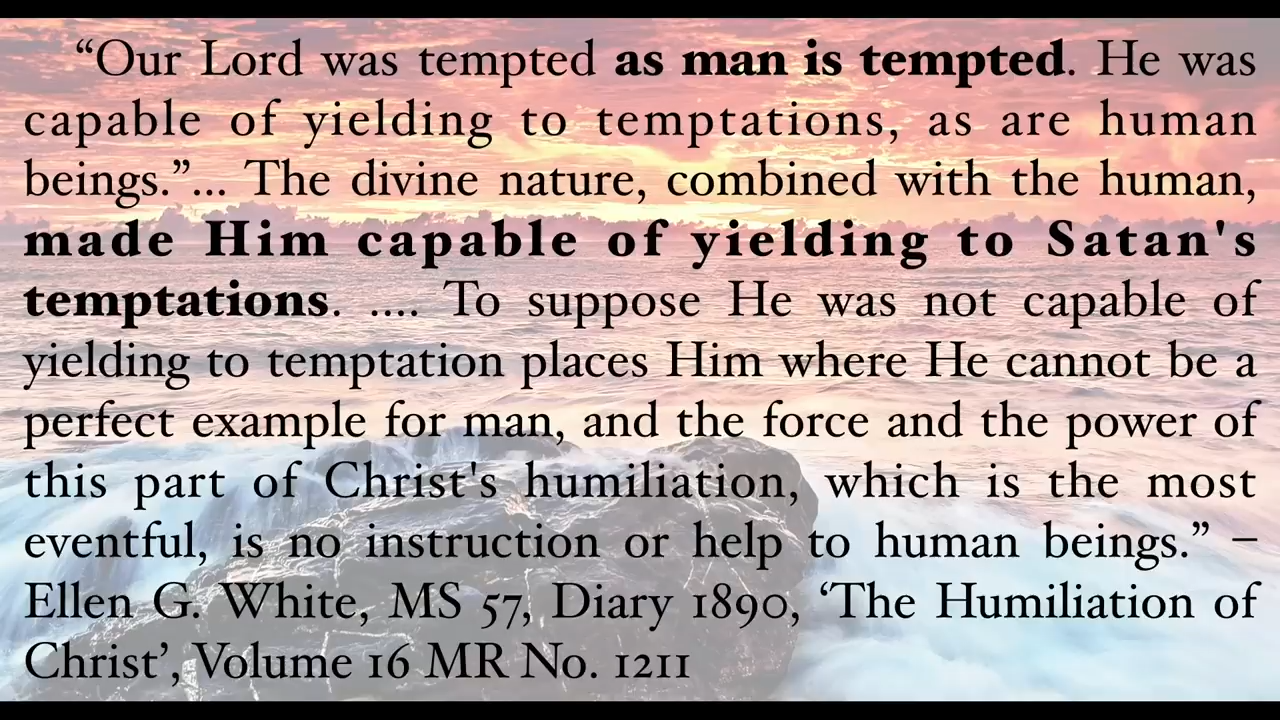 “Our Lord was tempted as man is tempted. He was
capable of yielding to temptations, as are human
beings.”... The divine nature, combined with the human,
made Him capable of yielding to Satan's
temptations. .... To suppose He was not capable of
yielding to temptation places Him where He cannot be a
perfect example for man, and the force and the power of
this part of Christ's humiliation, which is the most
eventful, is no instruction or help to human beings.” –
Ellen G. White, MS 57, Diary 1890, ‘The Humiliation of
Christ’, Volume 16 MR No. 1211